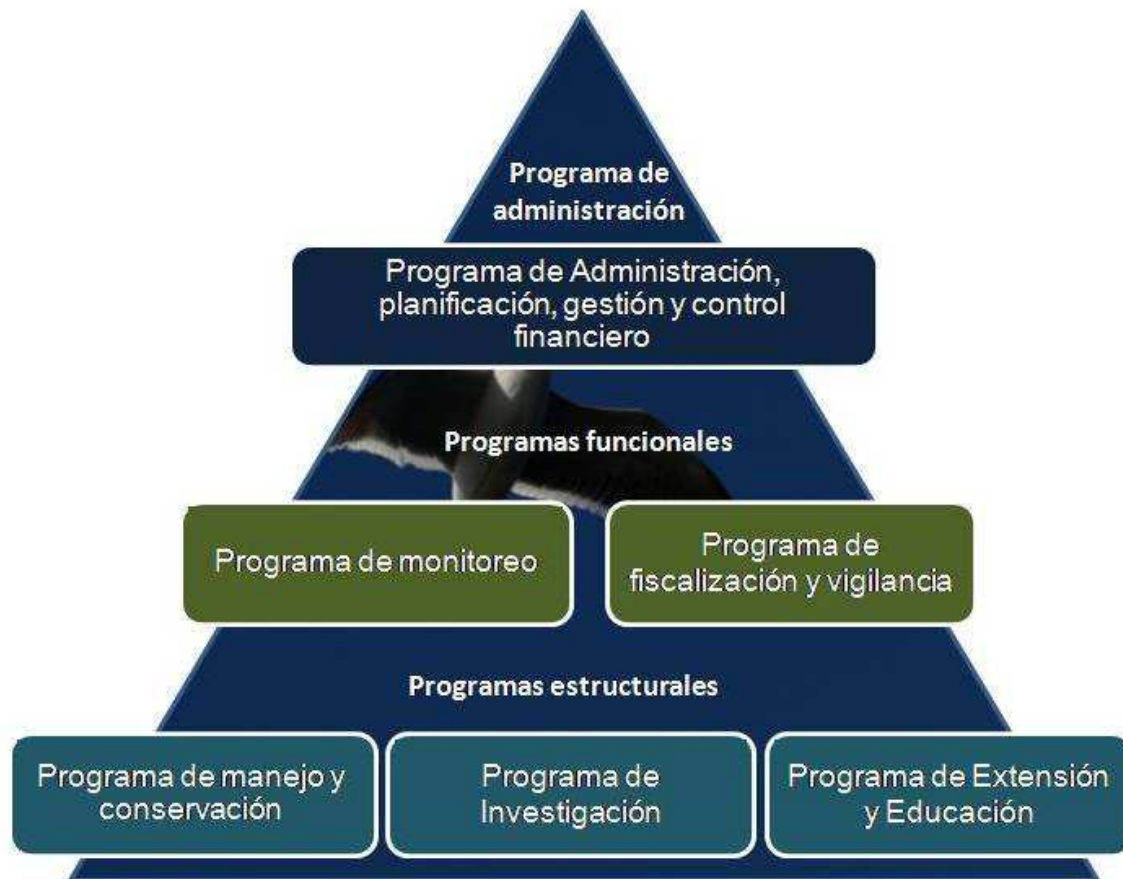 Programa de
administración
Programa de Administración,
planificación, gestión y control
financiero
Programas funcionales
Programa de monitoreo
Programa de
fiscalización y vigilancia
Programas estructurales
Programa de manejo y
conservación
Programa de
Investigación
Programa de Extensión
y Educación